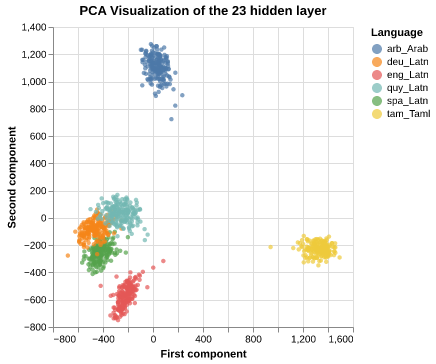 PCA Visualization of the 23 hidden layer
Language
arb_Arab
deu_Latn
eng_Latn
quy_Latn
spa_Latn
tam_Taml
Second component
1,400
1,200
1,000
800
600
400
200
0
−200
−400
−600
−800
−800 −400 0 400 800 1,200 1,600
First component